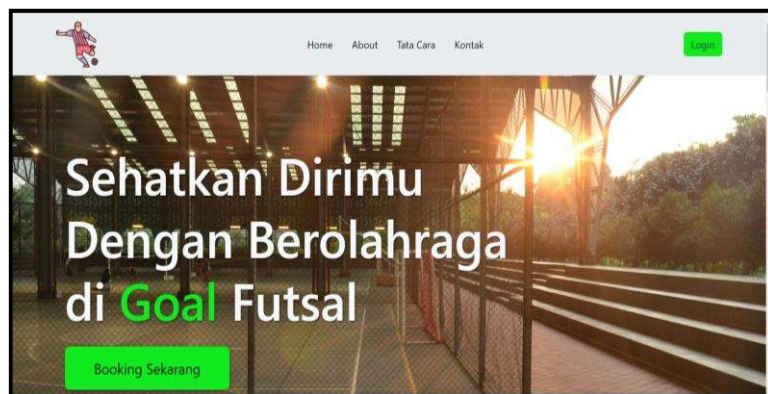 Home About Tata Cara Kontak Login
Sehatkan Dirimu
Dengan Berolahraga
di Goal Futsal
Booking Sekarang